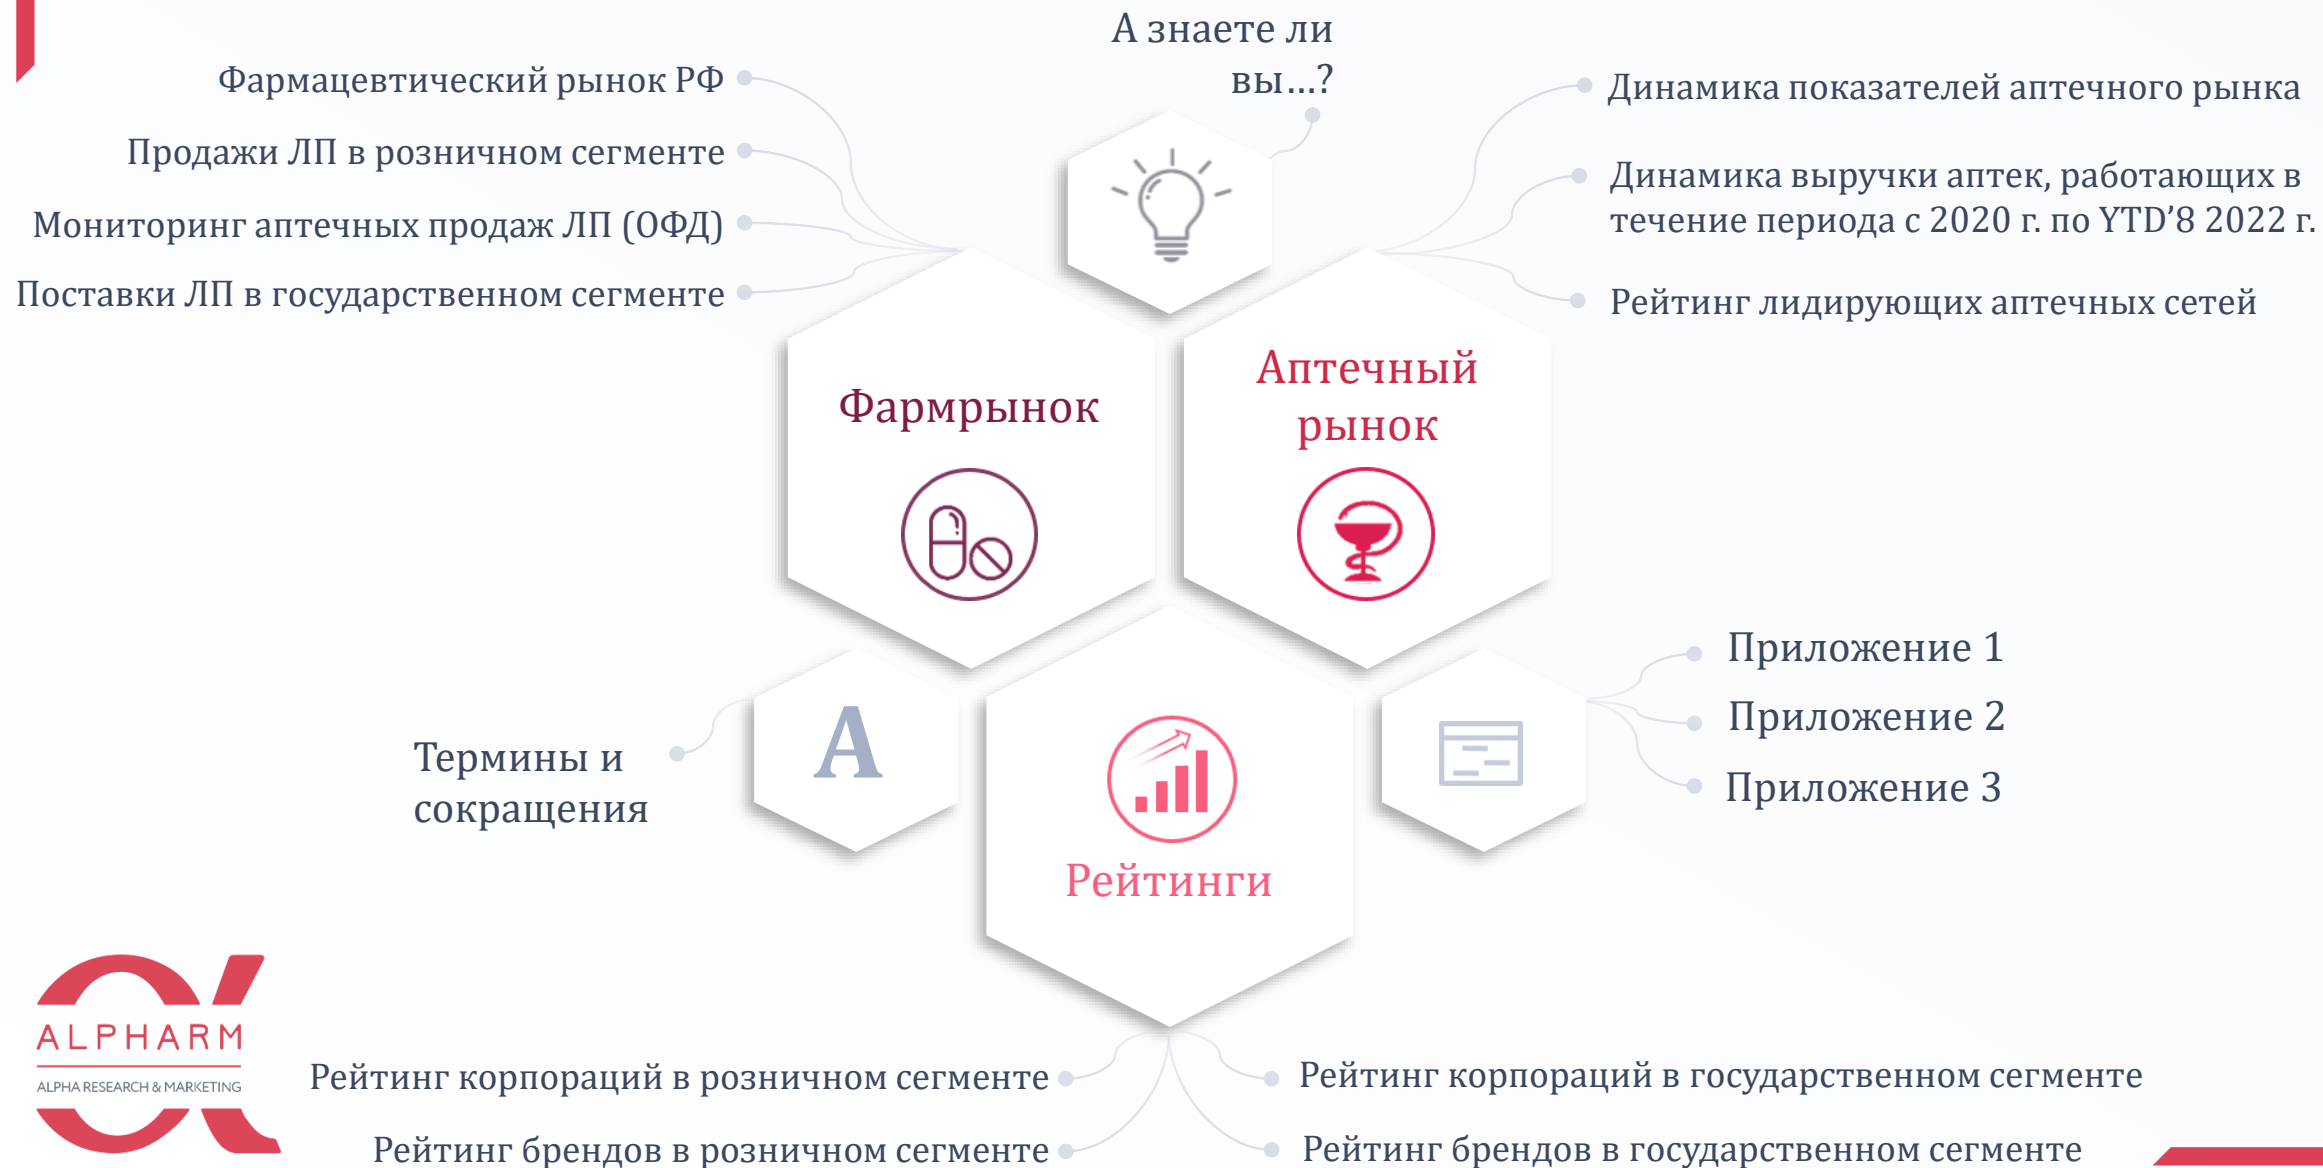 А знаете ли
вы...?
Фармацевтический рынок РФ
Продажи ЛП в розничном сегменте
Мониторинг аптечных продаж ЛП (ОФД)
Поставки ЛП в государственном сегменте
Динамика показателей аптечного рынка
Динамика выручки аптек, работающих в
течение периода с 2020 г. по YTD’8 2022 г.
Рейтинг лидирующих аптечных сетей
Фармрынок
Аптечный
рынок
Термины и
сокращения
A
Рейтинги
Приложение 1
Приложение 2
Приложение 3
ALPHARM
ALPHA RESEARCH & MARKETING
Рейтинг корпораций в розничном сегменте
Рейтинг брендов в розничном сегменте
Рейтинг корпораций в государственном сегменте
Рейтинг брендов в государственном сегменте